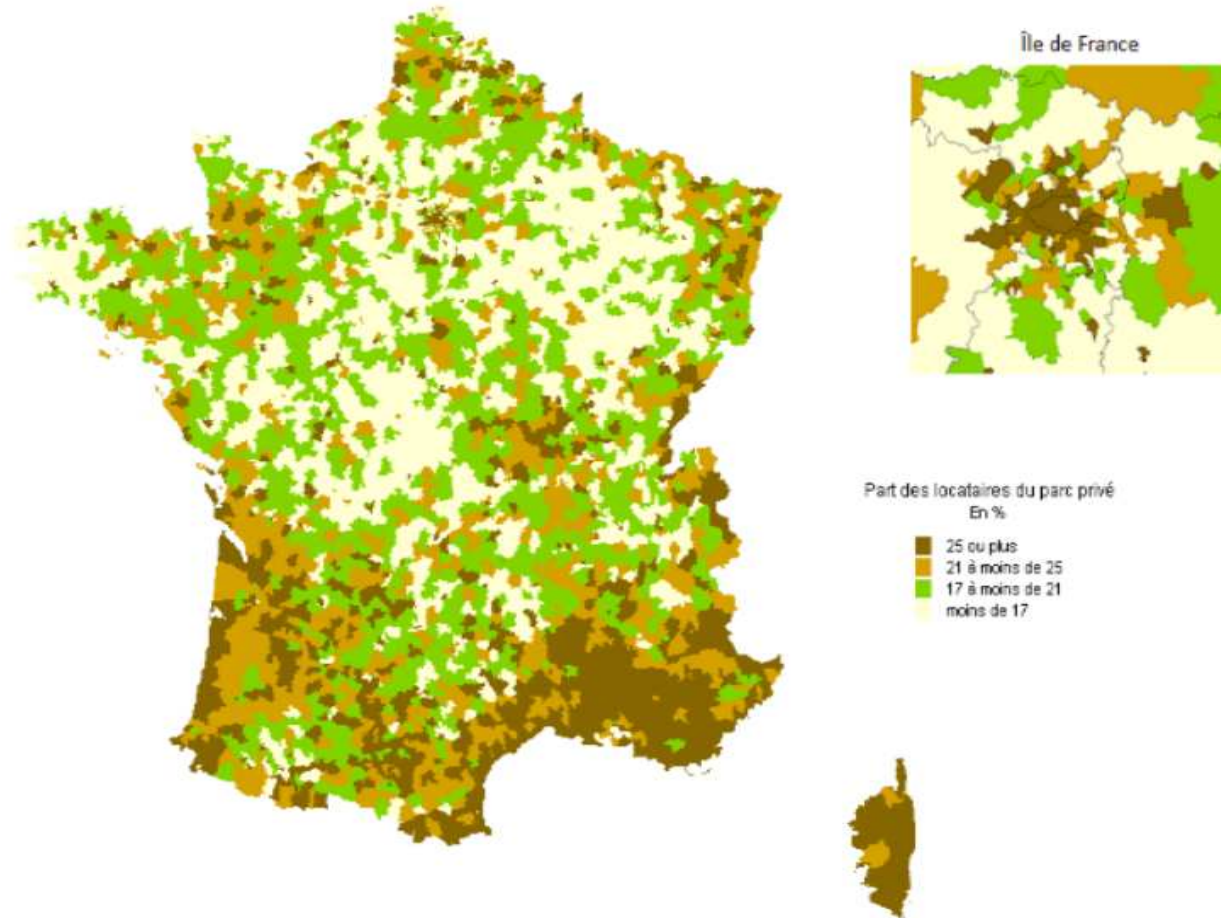 Île de France
Part des locataires du parc privé
En %
25 ou plus
21 à moins de 25
17 à moins de 21
moins de 17